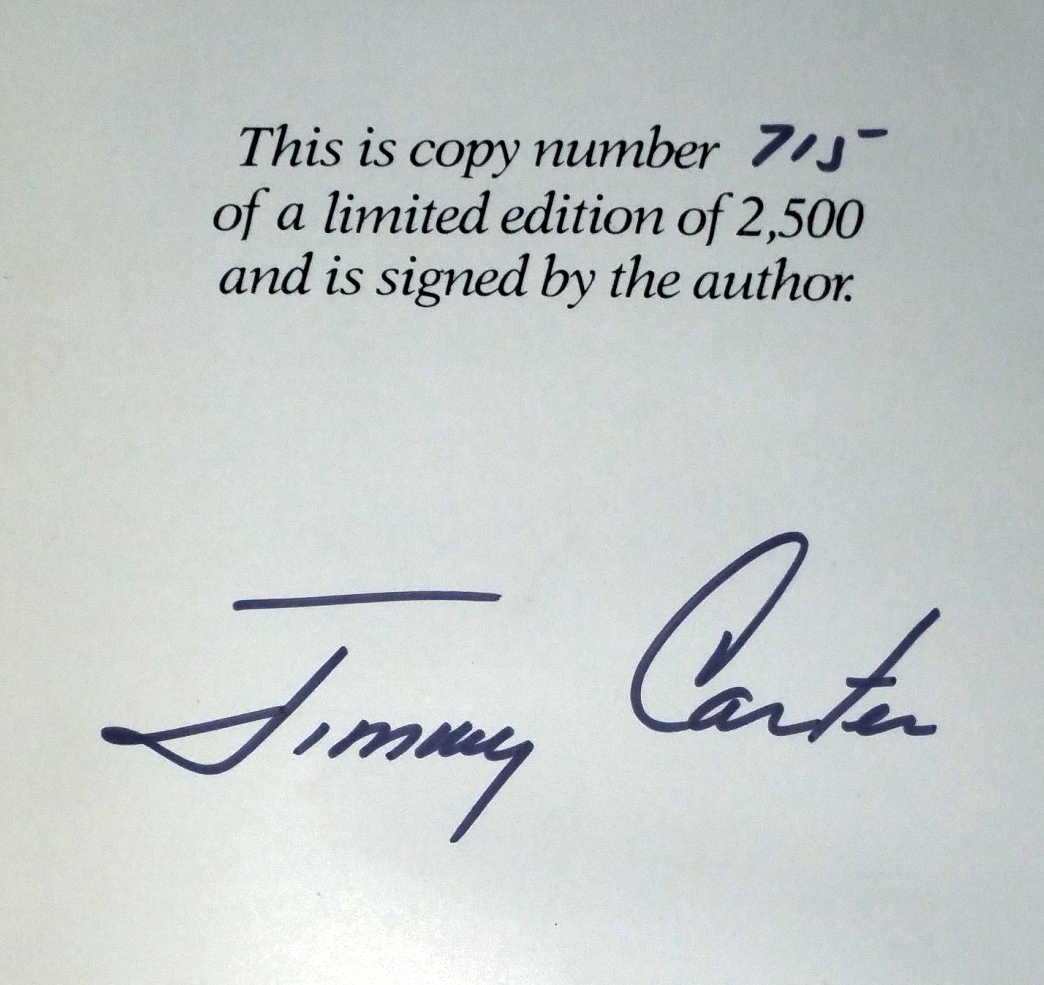 This is copy number 715
of a limited edition of 2,500
and is signed by the author.
Jimmy Carter